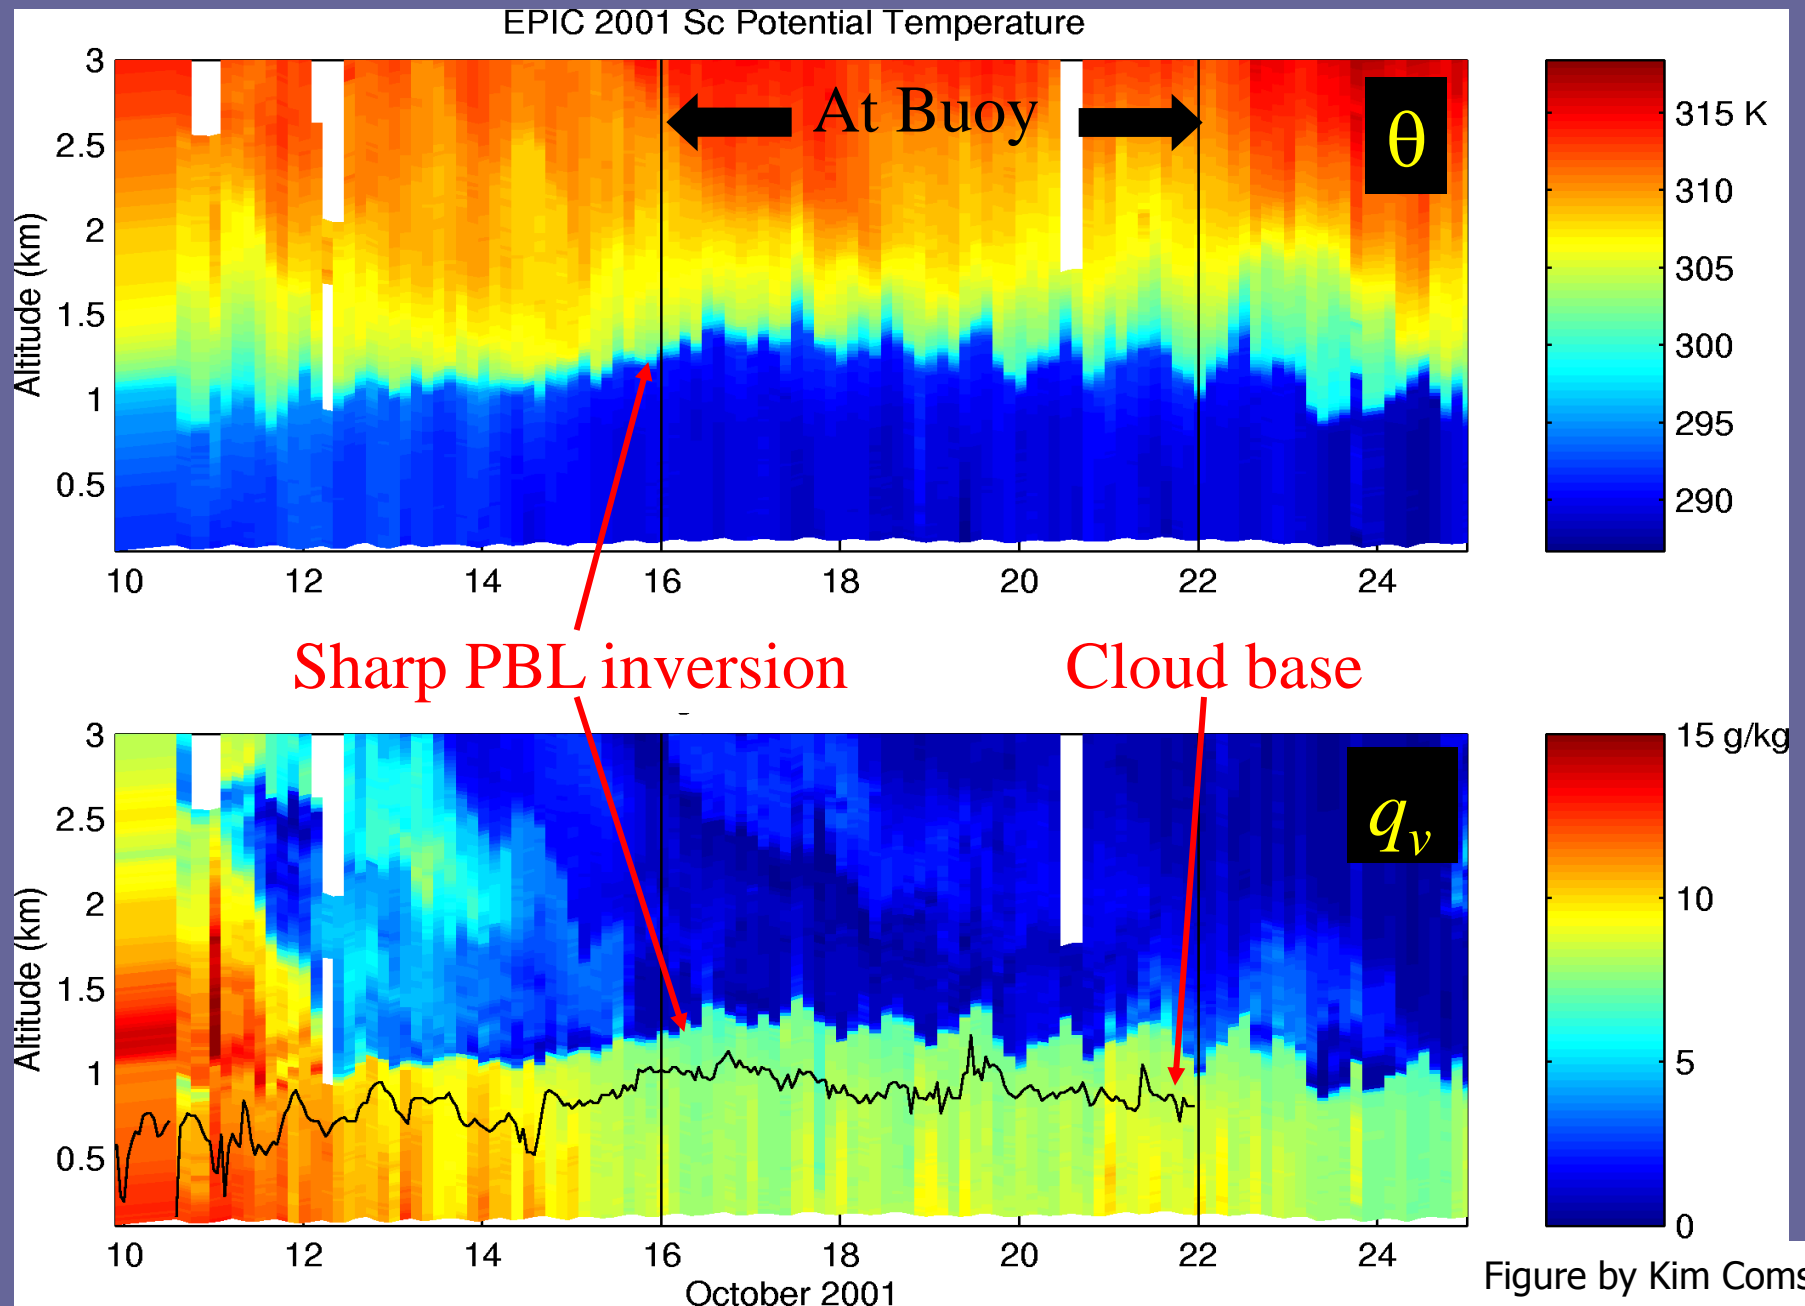 EPIC 2001 Sc Potential Temperature
3
2.5
2
1.5
1
0.5
Altitude (km)
At Buoy
θ
315 K
310
305
300
295
290
10 12 14 16 18 20 22 24
Sharp PBL inversion
Cloud base
3
2.5
2
1.5
1
0.5
Altitude (km)
qv
15 g/kg
10
5
0
10 12 14 16 18 20 22 24
October 2001
Figure by Kim Coms